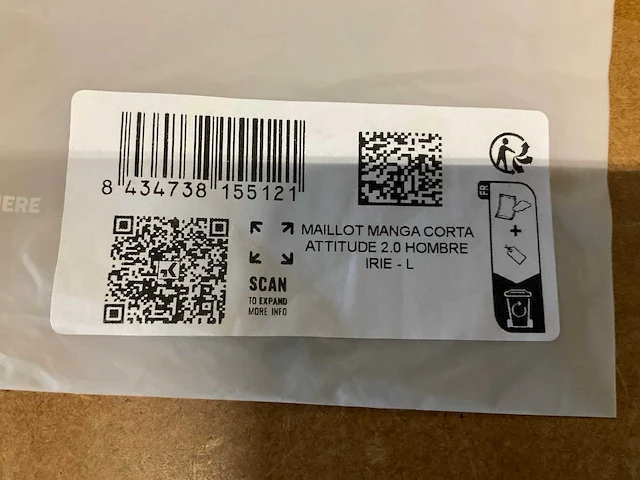 8 434738 155121
MAILLOT MANGA CORTA
ATTITUDE 2.0 HOMBRE
IRIE - L
SCAN
TO EXPAND
MORE INFO
FR
+